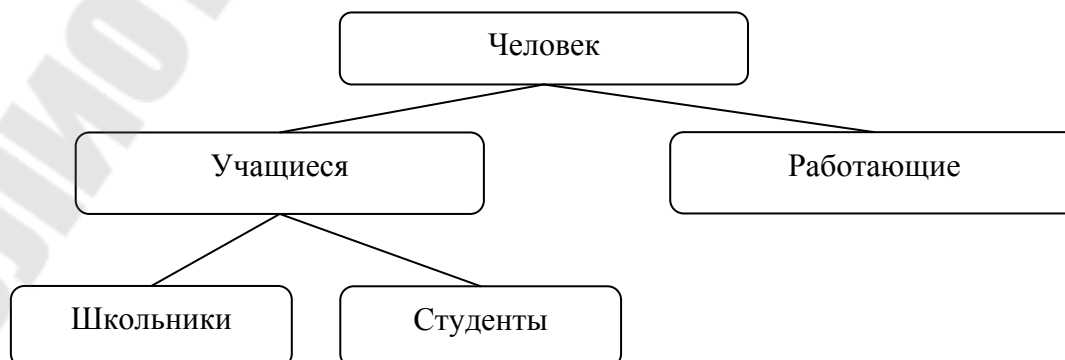 Человек
Учащиеся
Работающие
Школьники
Студенты